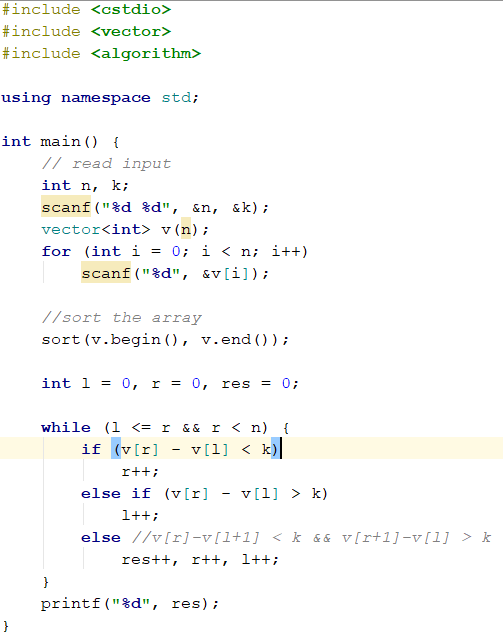 #include <cstdio>
#include <vector>
#include <algorithm>
using namespace std;
int main() {
// read input
int n, k;
scanf("%d %d", &n, &k);
vector<int> v(n);
for (int i = 0; i < n; i++)
scanf("%d", &v[i]);
//sort the array
sort(v.begin(), v.end());
int l = 0, r = 0, res = 0;
while (l <= r && r < n) {
if (v[r] - v[l] < k)
r++;
else if (v[r] - v[l] > k)
l++;
else //v[r]-v[l+1] < k && v[r+1]-v[l] > k
res++, r++, l++;
}
printf("%d", res);
}